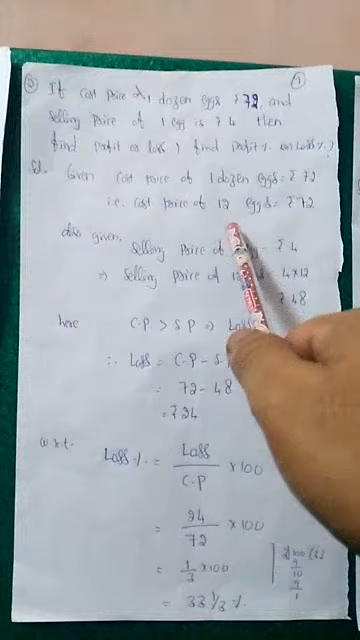 ② If cost price of 1 dozen eggs ₹72, and ①
selling price of 1 egg is ₹4 then
find profit or loss? find profit% or loss%?
Sol. Given cost price of 1 dozen eggs = ₹72
i.e. cost price of 12 eggs = ₹72
also given, selling price of = ₹4
⇒ selling price of = 4×12
₹48
here C.P > S.P ⇒ Loss
∴ Loss = C.P - S.P
= 72 - 48
= ₹24
w.k.t. Loss% = Loss/C.P × 100
= 24/72 × 100
= 1/3 × 100
= 33 1/3 %